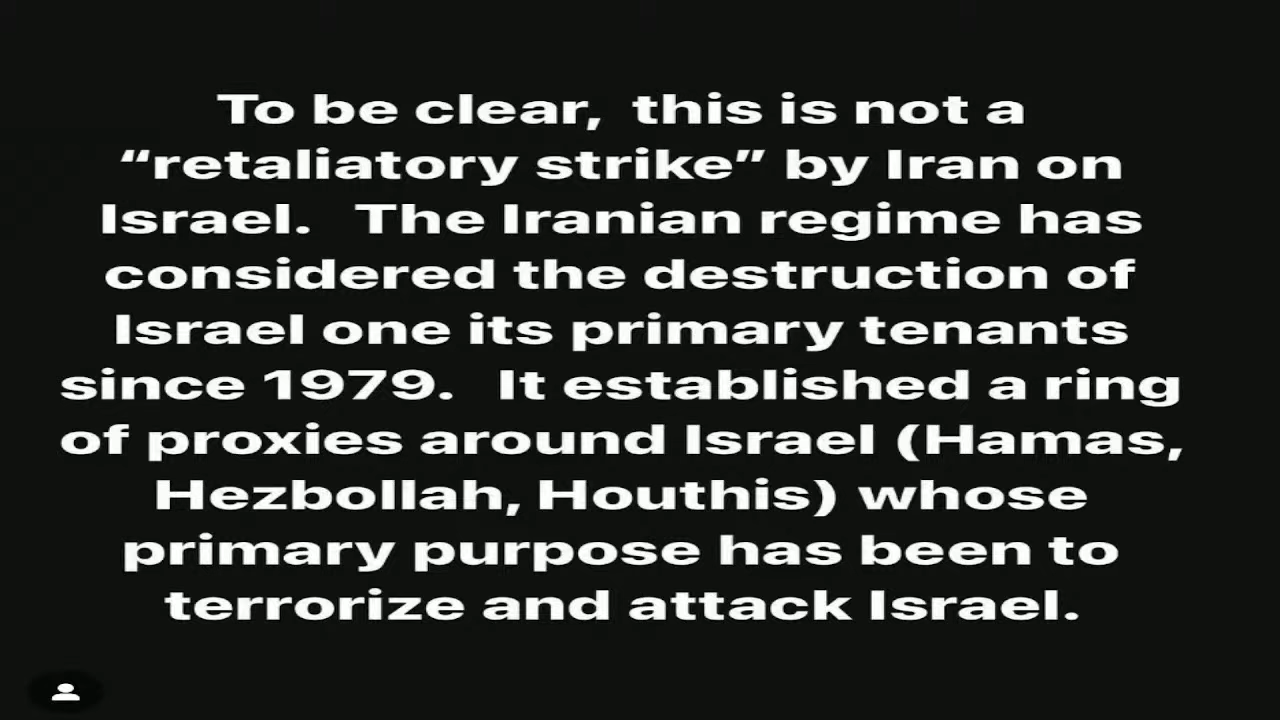 To be clear,  this is not a
“retaliatory strike” by Iran on
Israel.  The Iranian regime has
considered the destruction of
Israel one its primary tenants
since 1979.  It established a ring
of proxies around Israel (Hamas,
Hezbollah, Houthis) whose
primary purpose has been to
terrorize and attack Israel.